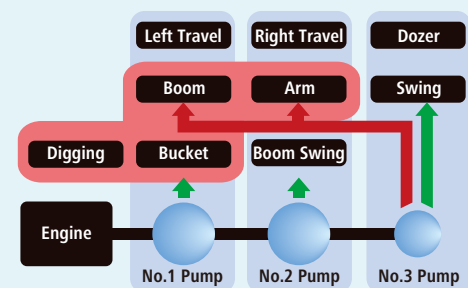 Left Travel
Right Travel
Dozer
Boom
Arm
Swing
Digging
Bucket
Boom Swing
Engine
No.1 Pump
No.2 Pump
No.3 Pump